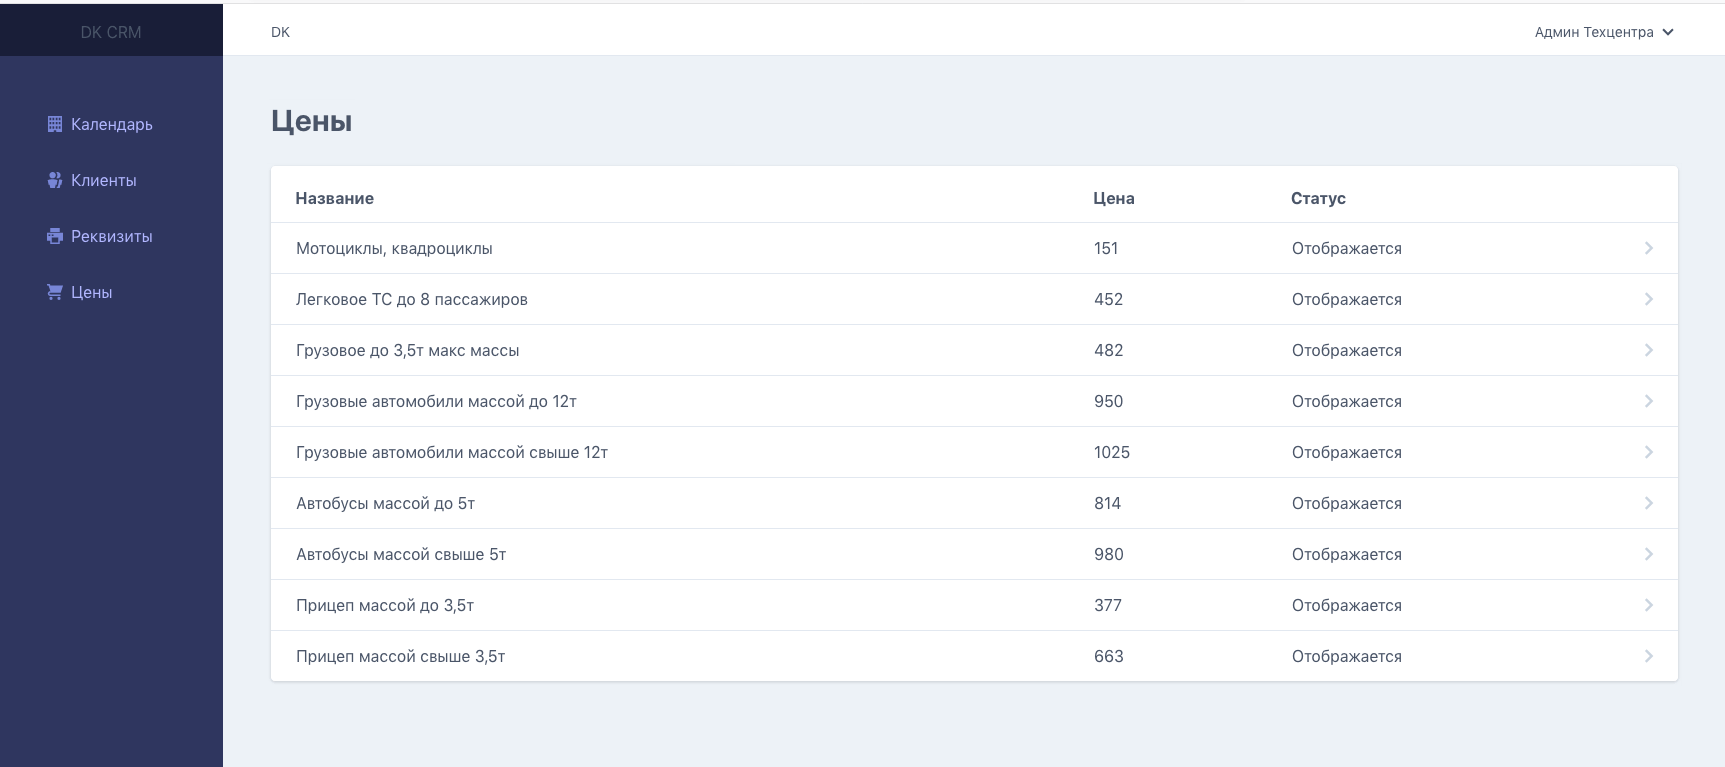 DK CRM
DK
Админ Техцентра
Календарь
Клиенты
Реквизиты
Цены
Цены
Название Цена Статус
Мотоциклы, квадроциклы 151 Отображается
Легковое ТС до 8 пассажиров 452 Отображается
Грузовое до 3,5т макс массы 482 Отображается
Грузовые автомобили массой до 12т 950 Отображается
Грузовые автомобили массой свыше 12т 1025 Отображается
Автобусы массой до 5т 814 Отображается
Автобусы массой свыше 5т 980 Отображается
Прицеп массой до 3,5т 377 Отображается
Прицеп массой свыше 3,5т 663 Отображается